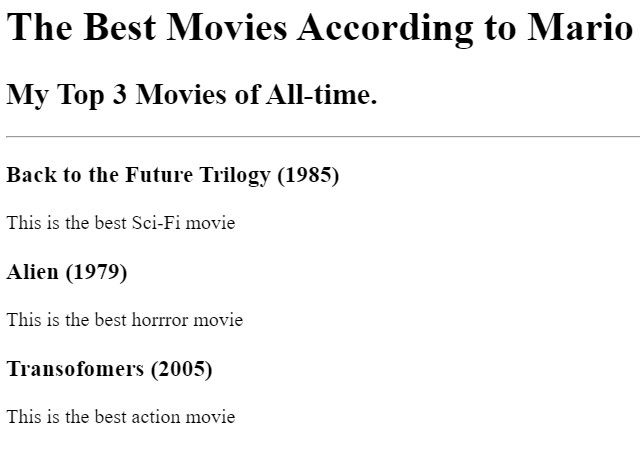 The Best Movies According to Mario
My Top 3 Movies of All-time.
Back to the Future Trilogy (1985)
This is the best Sci-Fi movie
Alien (1979)
This is the best horrror movie
Transofomers (2005)
This is the best action movie